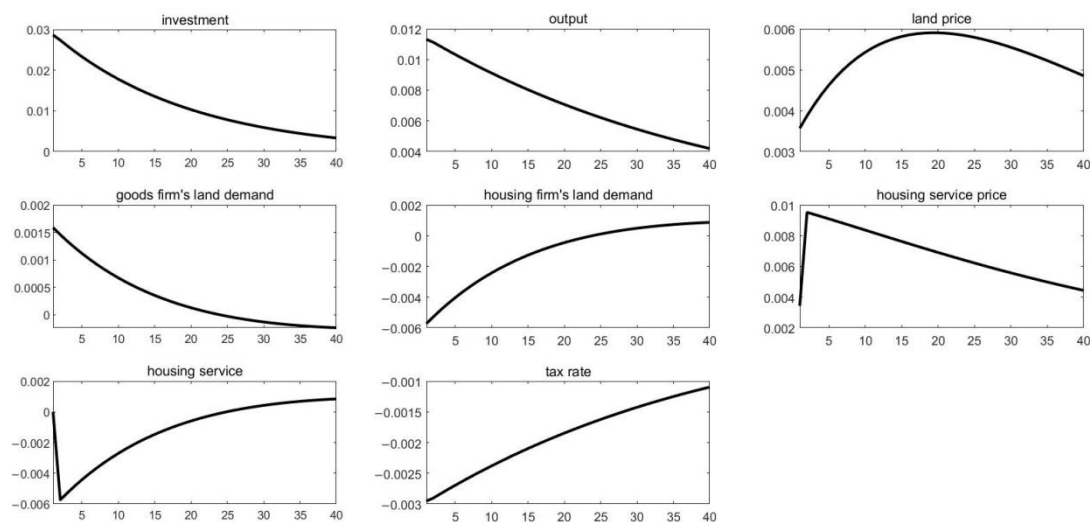 investment
0.03
0.02
0.01
0
5 10 15 20 25 30 35 40
output
0.012
0.010
0.008
0.006
0.004
5 10 15 20 25 30 35 40
land price
0.006
0.005
0.004
0.003
5 10 15 20 25 30 35 40
goods firm's land demand
0.002
0.0015
0.001
0.0005
0
5 10 15 20 25 30 35 40
housing firm's land demand
0.002
0
−0.002
−0.004
−0.006
5 10 15 20 25 30 35 40
housing service price
0.01
0.008
0.006
0.004
0.002
5 10 15 20 25 30 35 40
housing service
0.002
0
−0.002
−0.004
−0.006
5 10 15 20 25 30 35 40
tax rate
−0.001
−0.0015
−0.002
−0.0025
−0.003
5 10 15 20 25 30 35 40